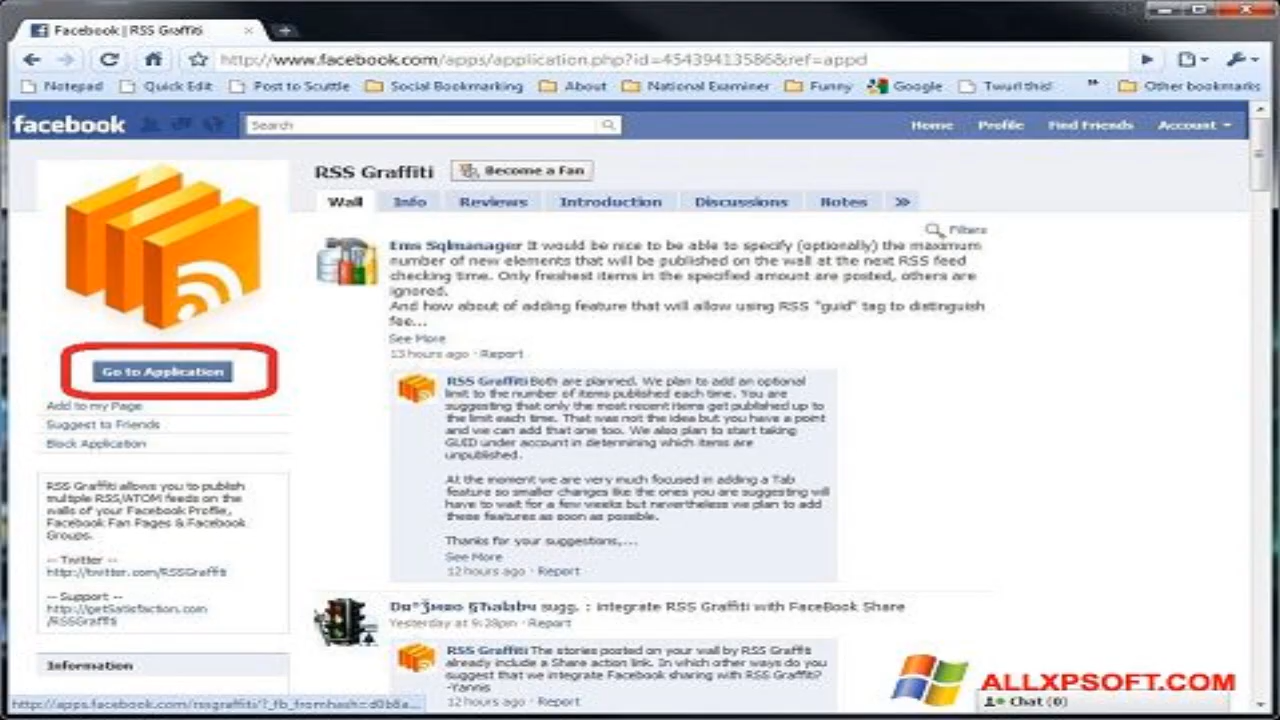 Facebook | RSS Graffiti
http://www.facebook.com/apps/application.php?id=45439413586&ref=appd
Notepad Quick Edit Post to Scuttle Social Bookmarking About National Examiner Funny Google Twurl this! » Other bookmarks
facebook Search Home Profile Find Friends Account
RSS Graffiti Become a Fan
Wall Info Reviews Introduction Discussions Notes »
Filters
Ems Sqlmanager It would be nice to be able to specify (optionally) the maximum
number of new elements that will be published on the wall at the next RSS feed
checking time. Only freshest items in the specified amount are posted, others are
ignored.
And how about of adding feature that will allow using RSS "guid" tag to distinguish
fee...
See More
13 hours ago · Report
RSS Graffiti Both are planned. We plan to add an optional
limit to the number of items published each time. You are
suggesting that only the most recent items get published up to
the limit each time. That was not the idea but you have a point
and we can add that one too. We also plan to start taking
GUID under account in determining which items are
unpublished.
At the moment we are very much focused in adding a Tab
feature so smaller changes like the ones you are suggesting will
have to wait for a few weeks but nevertheless we plan to add
these features as soon as possible.
Thanks for your suggestions,...
See More
12 hours ago · Report
sugg. : integrate RSS Graffiti with FaceBook Share
Yesterday at 9:28pm · Report
RSS Graffiti The stories posted on your wall by RSS Graffiti
already include a Share action link. In which other ways do you
suggest that we integrate Facebook sharing with RSS Graffiti?
-Yannis
12 hours ago · Report
Go to Application
Add to my Page
Suggest to Friends
Block Application
RSS Graffiti allows you to publish
multiple RSS/ATOM feeds on the
walls of your Facebook Profile,
Facebook Fan Pages & Facebook
Groups.
-- Twitter --
http://twitter.com/RSSGraffiti
-- Support --
http://getsatisfaction.com
/RSSGraffiti
Information
http://apps.facebook.com/rssgraffiti/?_fb_fromhash=d0b8a...
ALLXPSOFT.COM
Chat (0)